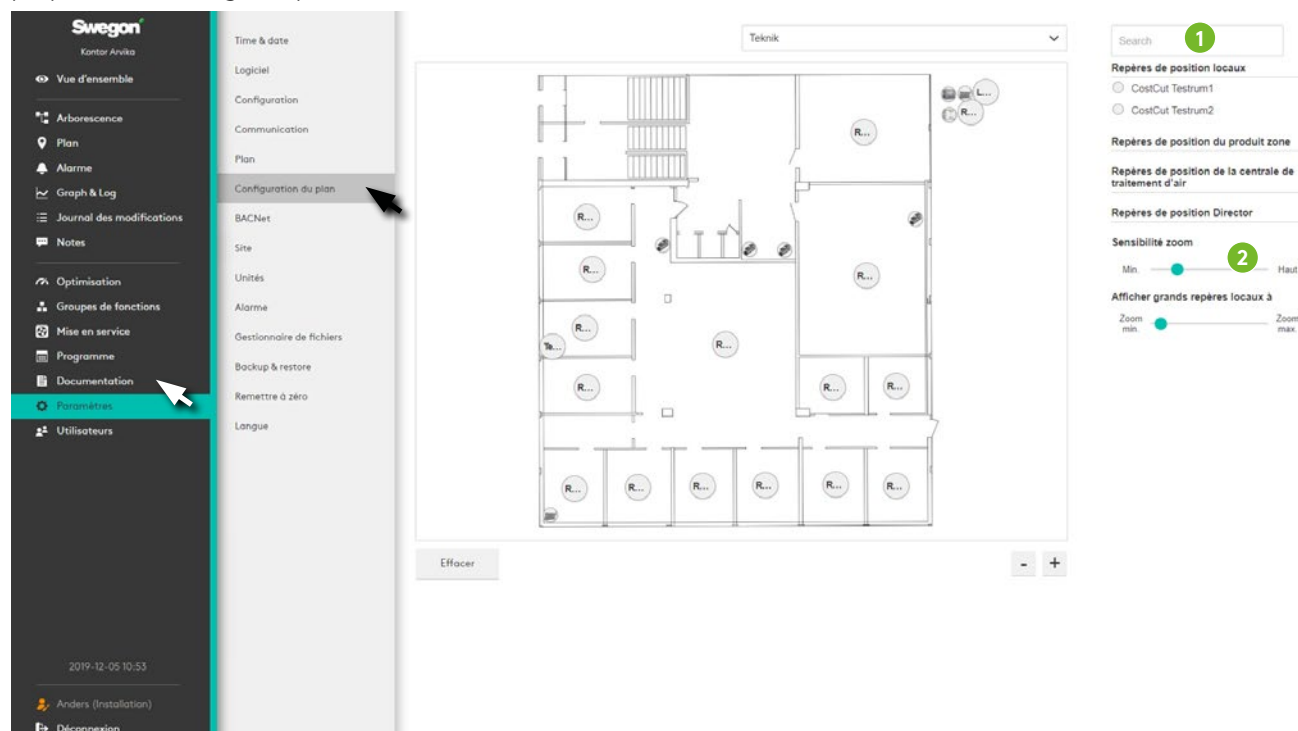 Swegon
Kontor Arvika
Vue d'ensemble
Arborescence
Plan
Alarme
Graph & Log
Journal des modifications
Notes
Optimisation
Groupes de fonctions
Mise en service
Programme
Documentation
Paramètres
Utilisateurs
2019-12-05 10:53
Anders (Installation)
Déconnexion
Time & date
Logiciel
Configuration
Communication
Plan
Configuration du plan
BACNet
Site
Unités
Alarme
Gestionnaire de fichiers
Backup & restore
Remettre à zéro
Langue
Teknik
L...
R...
R...
R...
R...
R...
R...
Te...
R...
R...
R...
R...
R...
R...
R...
R...
R...
R...
Effacer
- +
Search
1
Repères de position locaux
CostCut Testrum1
CostCut Testrum2
Repères de position du produit zone
Repères de position de la centrale de
traitement d'air
Repères de position Director
Sensibilité zoom
2
Min. Haut
Afficher grands repères locaux à
Zoom Zoom
min. max.